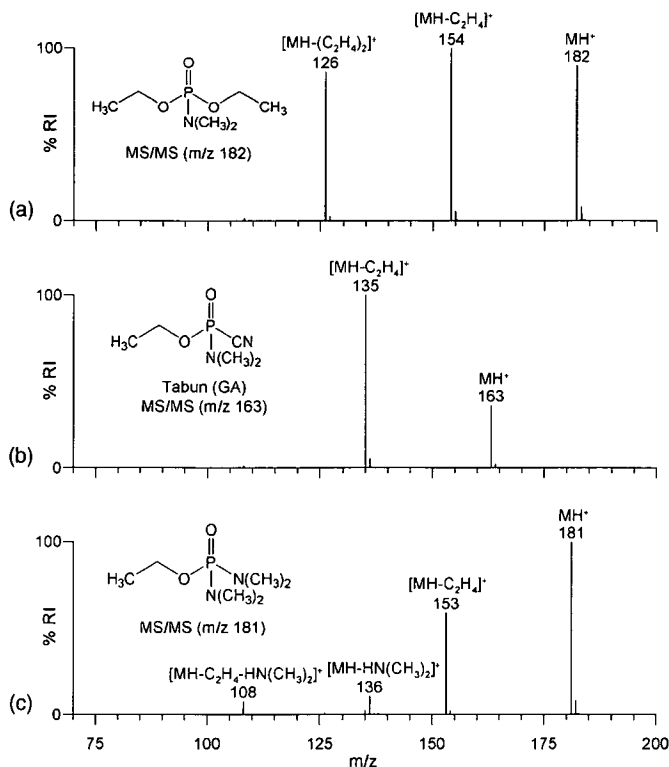 (a)
% RI
100
0
[MH-(C₂H₄)₂]⁺
126
[MH-C₂H₄]⁺
154
MH⁺
182
O
H₃C
O
P
O
CH₃
N(CH₃)₂
MS/MS (m/z 182)
(b)
% RI
100
0
[MH-C₂H₄]⁺
135
MH⁺
163
O
H₃C
O
P
CN
N(CH₃)₂
Tabun (GA)
MS/MS (m/z 163)
(c)
% RI
100
0
MH⁺
181
[MH-C₂H₄]⁺
153
O
H₃C
O
P
N(CH₃)₂
N(CH₃)₂
MS/MS (m/z 181)
[MH-C₂H₄-HN(CH₃)₂]⁺
108
[MH-HN(CH₃)₂]⁺
136
75 100 125 150 175 200
m/z